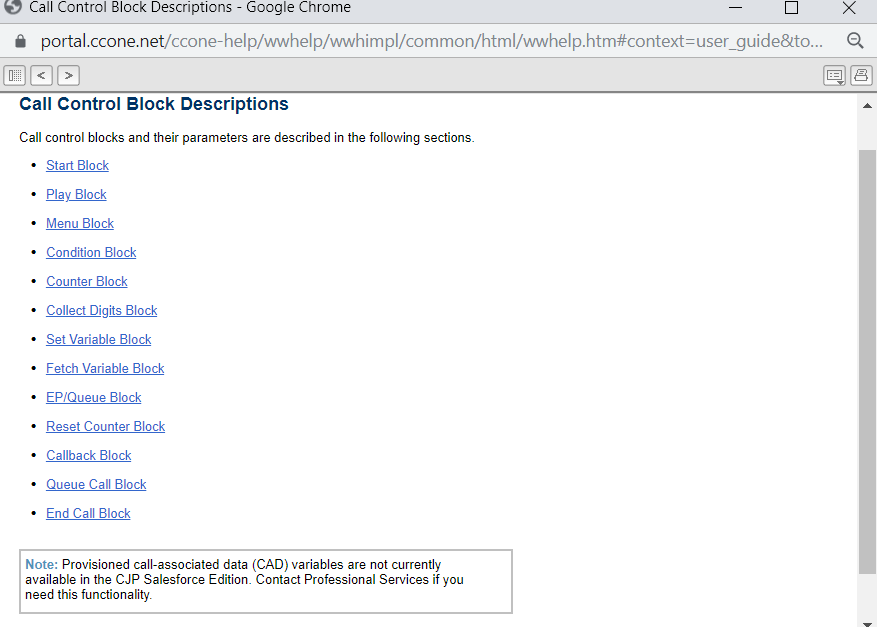 Call Control Block Descriptions - Google Chrome
portal.ccone.net/ccone-help/wwhelp/wwhimpl/common/html/wwhelp.htm#context=user_guide&to...
< >
Call Control Block Descriptions
Call control blocks and their parameters are described in the following sections.
• Start Block
• Play Block
• Menu Block
• Condition Block
• Counter Block
• Collect Digits Block
• Set Variable Block
• Fetch Variable Block
• EP/Queue Block
• Reset Counter Block
• Callback Block
• Queue Call Block
• End Call Block
Note: Provisioned call-associated data (CAD) variables are not currently
available in the CJP Salesforce Edition. Contact Professional Services if you
need this functionality.